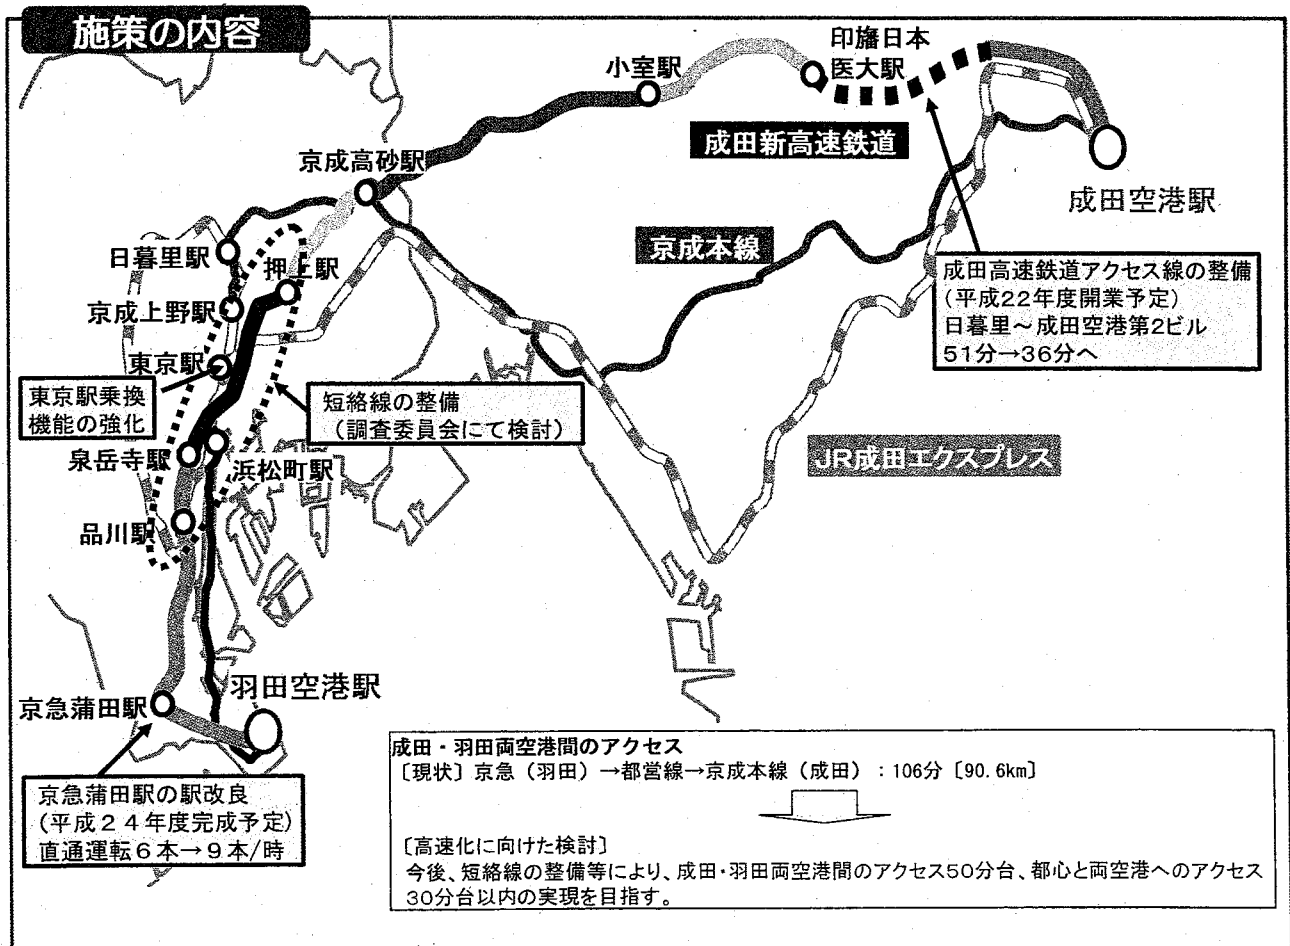 施策の内容
小室駅
印旛日本
医大駅
成田新高速鉄道
京成高砂駅
成田空港駅
日暮里駅
押上駅
京成本線
京成上野駅
成田高速鉄道アクセス線の整備
(平成22年度開業予定)
日暮里～成田空港第2ビル
51分→36分へ
東京駅
東京駅乗換
機能の強化
短絡線の整備
(調査委員会にて検討)
泉岳寺駅
浜松町駅
JR成田エクスプレス
品川駅
羽田空港駅
京急蒲田駅
京急蒲田駅の駅改良
(平成24年度完成予定)
直通運転6本→9本/時
成田・羽田両空港間のアクセス
〔現状〕京急(羽田)→都営線→京成本線(成田):106分〔90.6km〕
〔高速化に向けた検討〕
今後、短絡線の整備等により、成田・羽田両空港間のアクセス50分台、都心と両空港へのアクセス
30分台以内の実現を目指す。